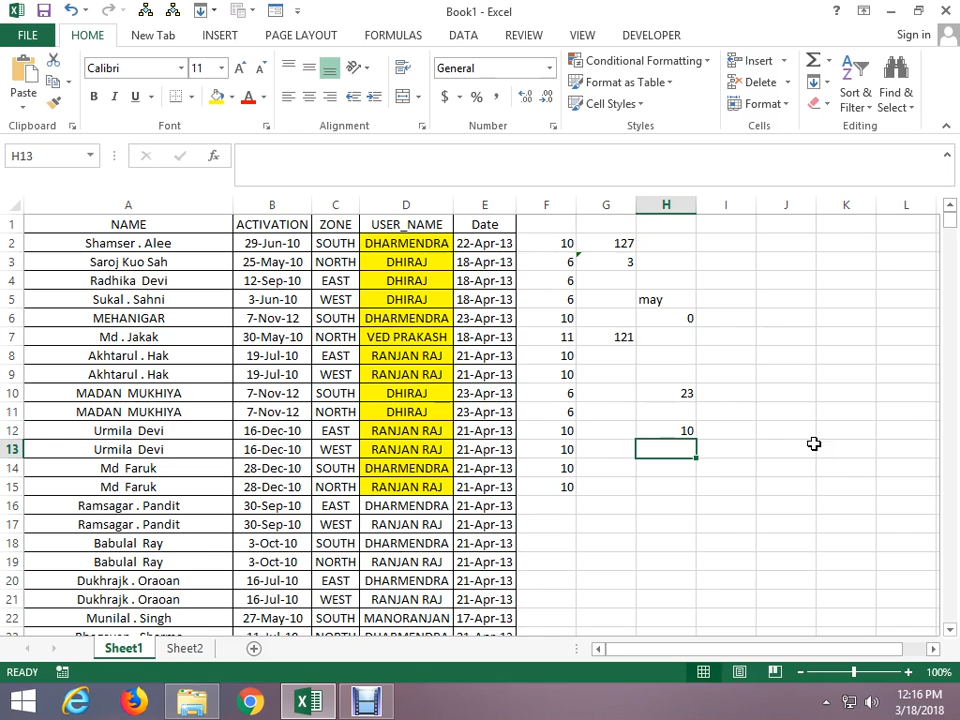 Book1 - Excel
Sign in
FILE HOME New Tab INSERT PAGE LAYOUT FORMULAS DATA REVIEW VIEW DEVELOPER
Paste
Calibri 11
B I U A
General
$ % ,
Conditional Formatting
Format as Table
Cell Styles
Insert
Delete
Format
Sort & Filter
Find & Select
Clipboard Font Alignment Number Styles Cells Editing
H13 fx
A B C D E F G H I J K L
1 NAME ACTIVATION ZONE USER_NAME Date
2 Shamser . Alee 29-Jun-10 SOUTH DHARMENDRA 22-Apr-13 10 127
3 Saroj Kuo Sah 25-May-10 NORTH DHIRAJ 18-Apr-13 6 3
4 Radhika Devi 12-Sep-10 EAST DHIRAJ 18-Apr-13 6
5 Sukal . Sahni 3-Jun-10 WEST DHIRAJ 18-Apr-13 6 may
6 MEHANIGAR 7-Nov-12 SOUTH DHARMENDRA 23-Apr-13 10 0
7 Md . Jakak 30-May-10 NORTH VED PRAKASH 18-Apr-13 11 121
8 Akhtarul . Hak 19-Jul-10 EAST RANJAN RAJ 21-Apr-13 10
9 Akhtarul . Hak 19-Jul-10 WEST RANJAN RAJ 21-Apr-13 10
10 MADAN MUKHIYA 7-Nov-12 SOUTH DHIRAJ 23-Apr-13 6 23
11 MADAN MUKHIYA 7-Nov-12 NORTH DHIRAJ 23-Apr-13 6
12 Urmila Devi 16-Dec-10 EAST RANJAN RAJ 21-Apr-13 10 10
13 Urmila Devi 16-Dec-10 WEST RANJAN RAJ 21-Apr-13 10
14 Md Faruk 28-Dec-10 SOUTH DHARMENDRA 21-Apr-13 10
15 Md Faruk 28-Dec-10 NORTH RANJAN RAJ 21-Apr-13 10
16 Ramsagar . Pandit 30-Sep-10 EAST DHARMENDRA 21-Apr-13
17 Ramsagar . Pandit 30-Sep-10 WEST RANJAN RAJ 21-Apr-13
18 Babulal Ray 3-Oct-10 SOUTH DHARMENDRA 21-Apr-13
19 Babulal Ray 3-Oct-10 NORTH RANJAN RAJ 21-Apr-13
20 Dukhrajk . Oraoan 16-Jul-10 EAST DHARMENDRA 21-Apr-13
21 Dukhrajk . Oraoan 16-Jul-10 WEST RANJAN RAJ 21-Apr-13
22 Munilal . Singh 27-May-10 SOUTH MANORANJAN 17-Apr-13
Sheet1 Sheet2
READY 100%
12:16 PM
3/18/2018